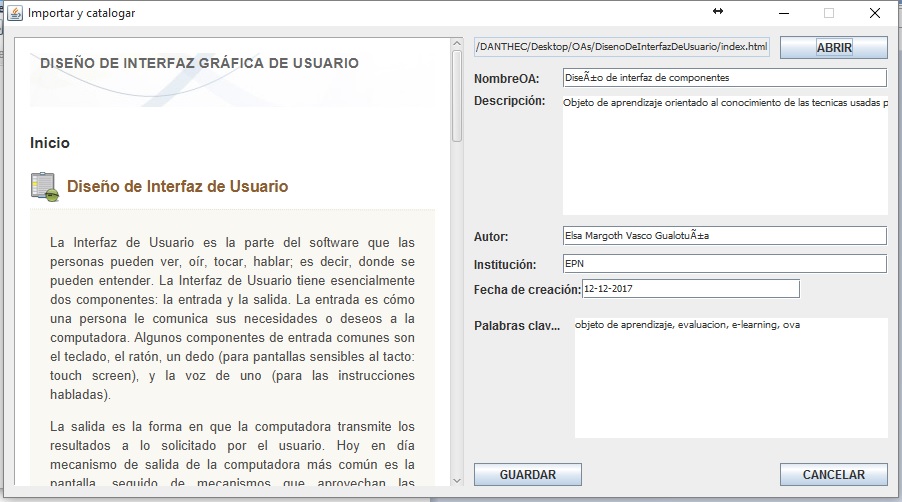 Importar y catalogar
DISEÑO DE INTERFAZ GRÁFICA DE USUARIO
Inicio
Diseño de Interfaz de Usuario
La Interfaz de Usuario es la parte del software que las
personas pueden ver, oír, tocar, hablar; es decir, donde se
pueden entender. La Interfaz de Usuario tiene esencialmente
dos componentes: la entrada y la salida. La entrada es cómo
una persona le comunica sus necesidades o deseos a la
computadora. Algunos componentes de entrada comunes son
el teclado, el ratón, un dedo (para pantallas sensibles al tacto:
touch screen), y la voz de uno (para las instrucciones
habladas).
La salida es la forma en que la computadora transmite los
resultados a lo solicitado por el usuario. Hoy en día
mecanismo de salida de la computadora más común es la
pantalla, seguido de mecanismos que aprovechan las
/DANTHEC/Desktop/OAs/DisenoDeInterfazDeUsuario/index.html
ABRIR
NombreOA:
DiseÃ±o de interfaz de componentes
Descripción:
Objeto de aprendizaje orientado al conocimiento de las tecnicas usadas p
Autor:
Elsa Margoth Vasco GualotuÃ±a
Institución:
EPN
Fecha de creación:
12-12-2017
Palabras clav...
objeto de aprendizaje, evaluacion, e-learning, ova
GUARDAR
CANCELAR